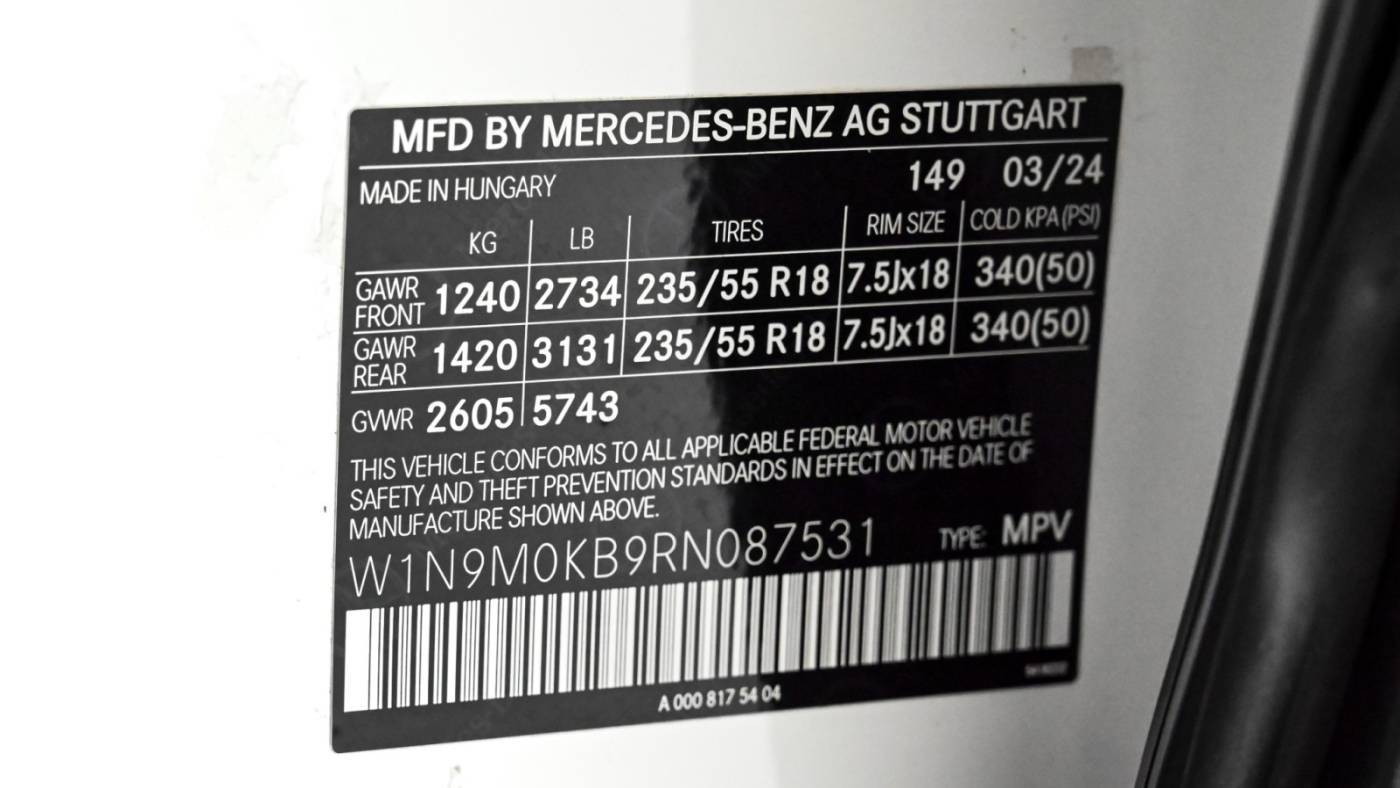 MFD BY MERCEDES-BENZ AG STUTTGART
MADE IN HUNGARY 149 03/24
KG LB TIRES RIM SIZE COLD KPA (PSI)
GAWR FRONT 1240 2734 235/55 R18 7.5Jx18 340(50)
GAWR REAR 1420 3131 235/55 R18 7.5Jx18 340(50)
GVWR 2605 5743
THIS VEHICLE CONFORMS TO ALL APPLICABLE FEDERAL MOTOR VEHICLE
SAFETY AND THEFT PREVENTION STANDARDS IN EFFECT ON THE DATE OF
MANUFACTURE SHOWN ABOVE.
W1N9M0KB9RN087531 TYPE: MPV
A 000 817 54 04